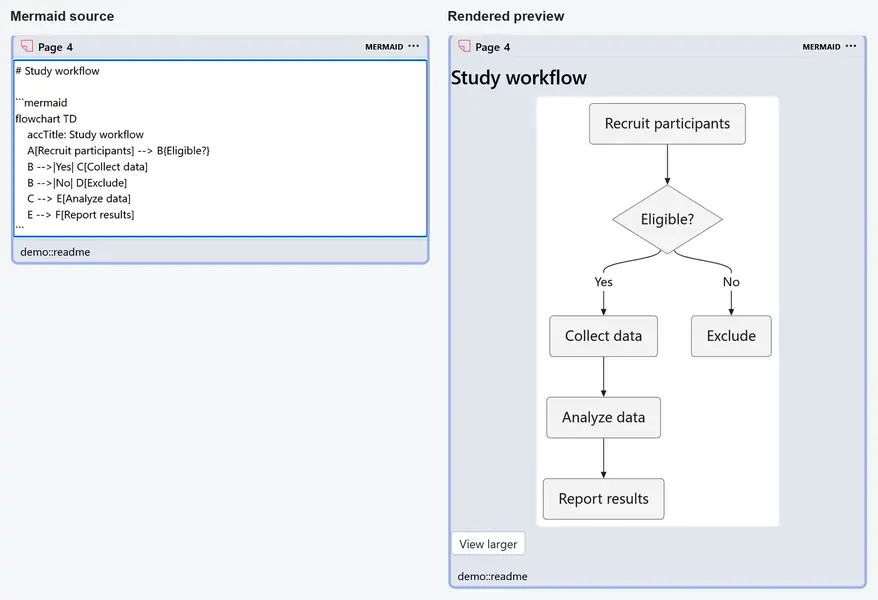 Mermaid source
Page 4
MERMAID ···
# Study workflow
```mermaid
flowchart TD
    accTitle: Study workflow
    A[Recruit participants] --> B{Eligible?}
    B -->|Yes| C[Collect data]
    B -->|No| D[Exclude]
    C --> E[Analyze data]
    E --> F[Report results]
```
demo::readme
Rendered preview
Page 4
MERMAID ···
Study workflow
Recruit participants
Eligible?
Yes
No
Collect data
Exclude
Analyze data
Report results
View larger
demo::readme